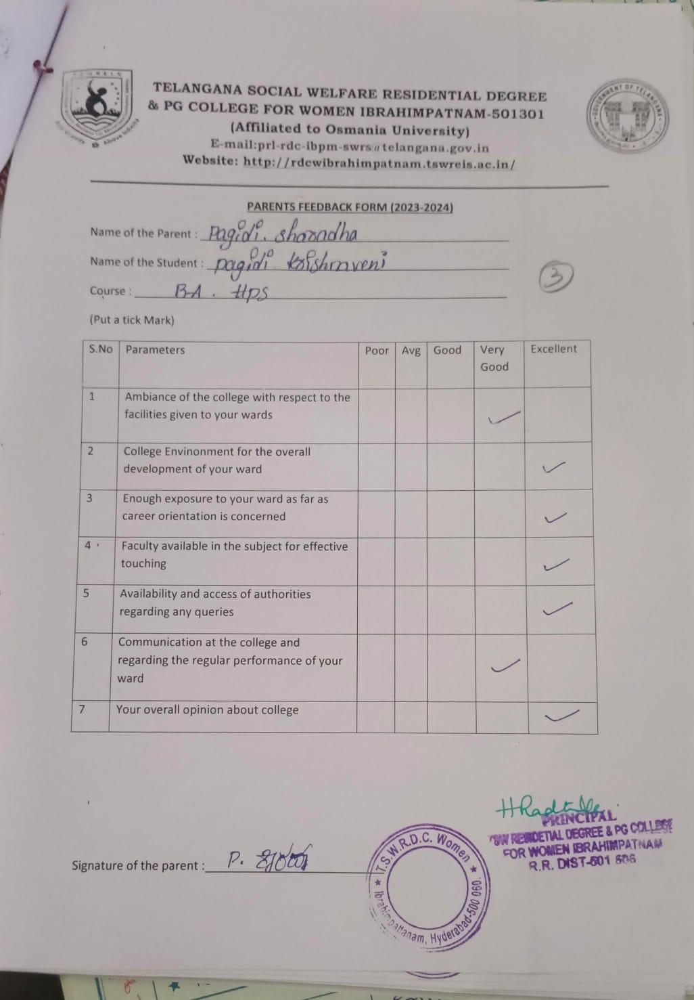 TELANGANA SOCIAL WELFARE RESIDENTIAL DEGREE
& PG COLLEGE FOR WOMEN IBRAHIMPATNAM-501301
(Affiliated to Osmania University)
E-mail:prl-rdc-ibpm-swrs@telangana.gov.in
Website: http://rdcwibrahimpatnam.tswreis.ac.in/
PARENTS FEEDBACK FORM (2023-2024)
Name of the Parent : Pagidi. Sharadha
Name of the Student : Pagidi Krishnaveni
3
Course : BA. HPS
(Put a tick Mark)
S.No Parameters Poor Avg Good Very Good Excellent
1 Ambiance of the college with respect to the
facilities given to your wards ✓
2 College Envinonment for the overall
development of your ward ✓
3 Enough exposure to your ward as far as
career orientation is concerned ✓
4 Faculty available in the subject for effective
touching ✓
5 Availability and access of authorities
regarding any queries ✓
6 Communication at the college and
regarding the regular performance of your ✓
ward
7 Your overall opinion about college ✓
PRINCIPAL
TSW RESIDETIAL DEGREE & PG COLLEGE
FOR WOMEN IBRAHIMPATNAM
R.R. DIST-501 506
Signature of the parent : P.
★ T.S.W.R.D.C. Women ★
Ibrahimpattanam, Hyderabad-500 060.